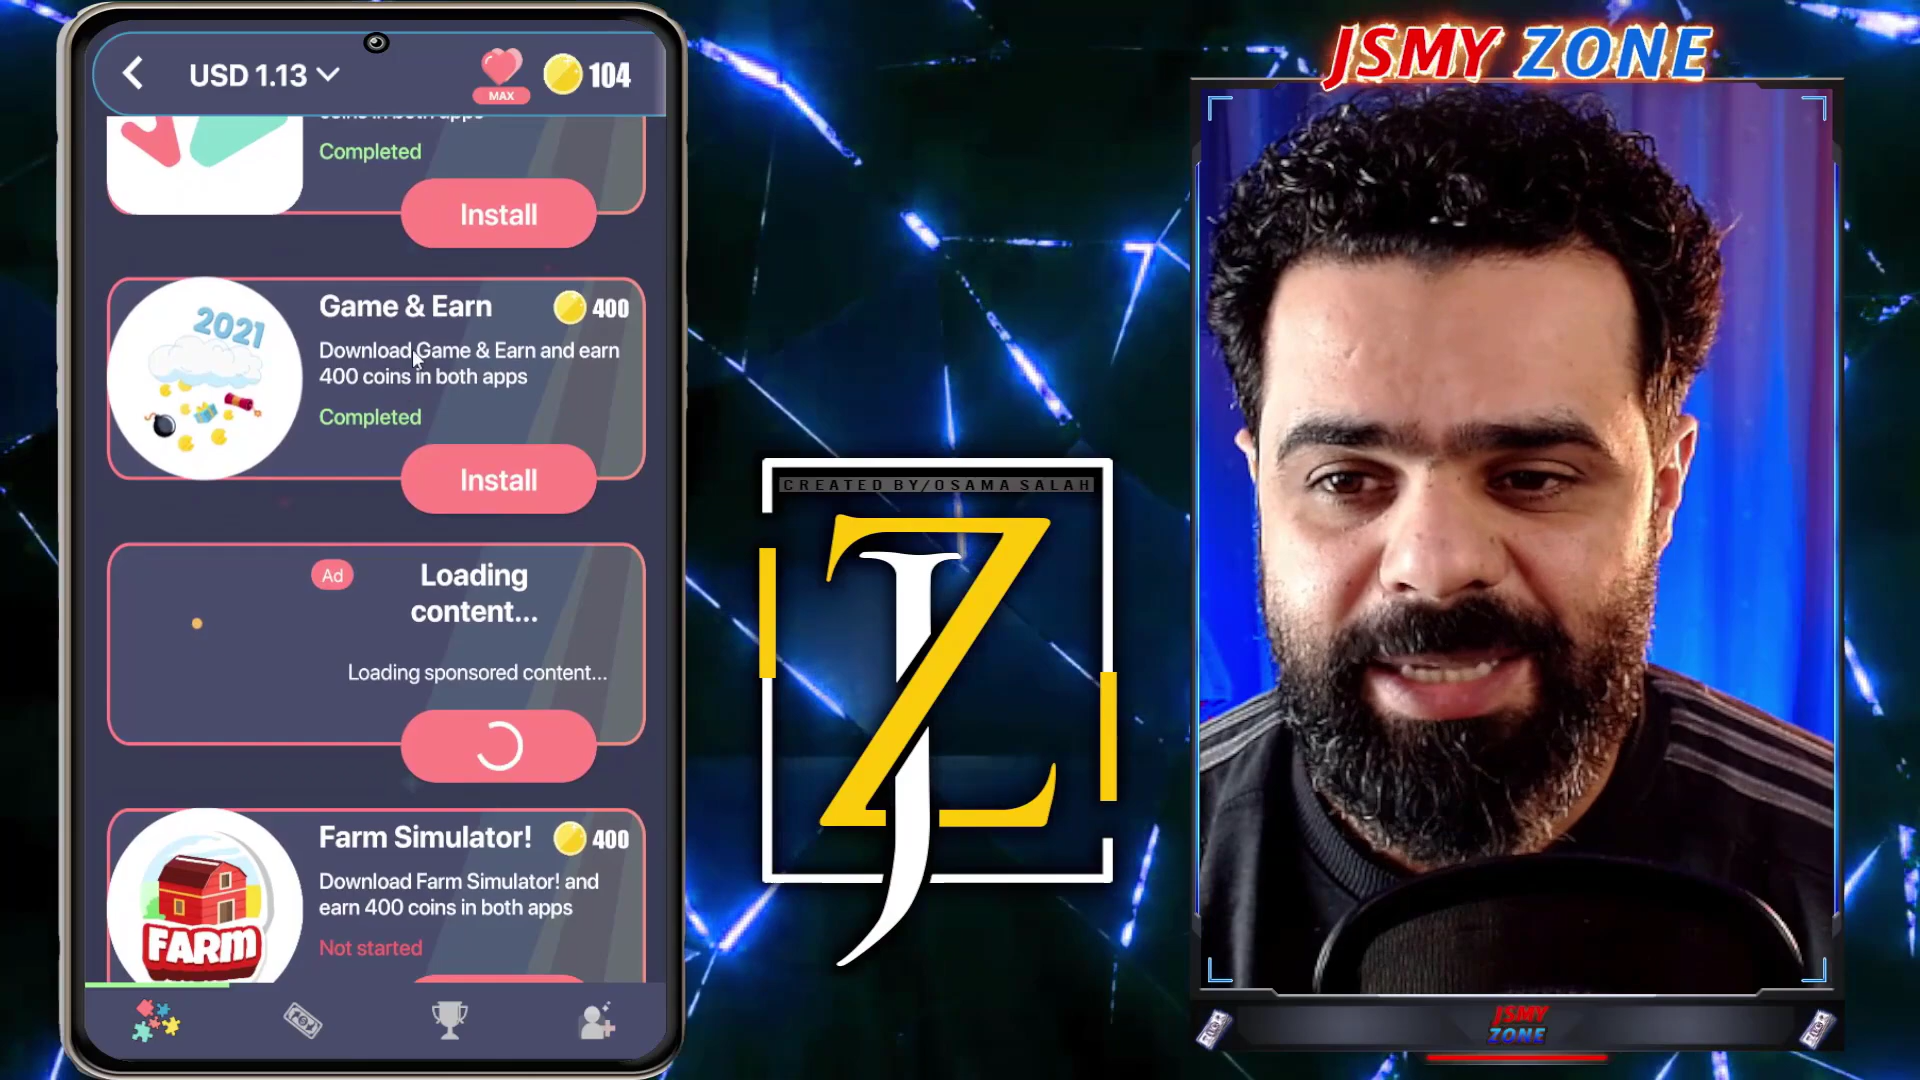 USD 1.13
MAX
104
Completed
Install
2021
Game & Earn
400
Download Game & Earn and earn
400 coins in both apps
Completed
Install
Ad
Loading
content...
Loading sponsored content...
FARM
Farm Simulator!
400
Download Farm Simulator! and
earn 400 coins in both apps
Not started
CREATED BY/OSAMA SALAH
JZ
JSMY ZONE
JSMY
ZONE